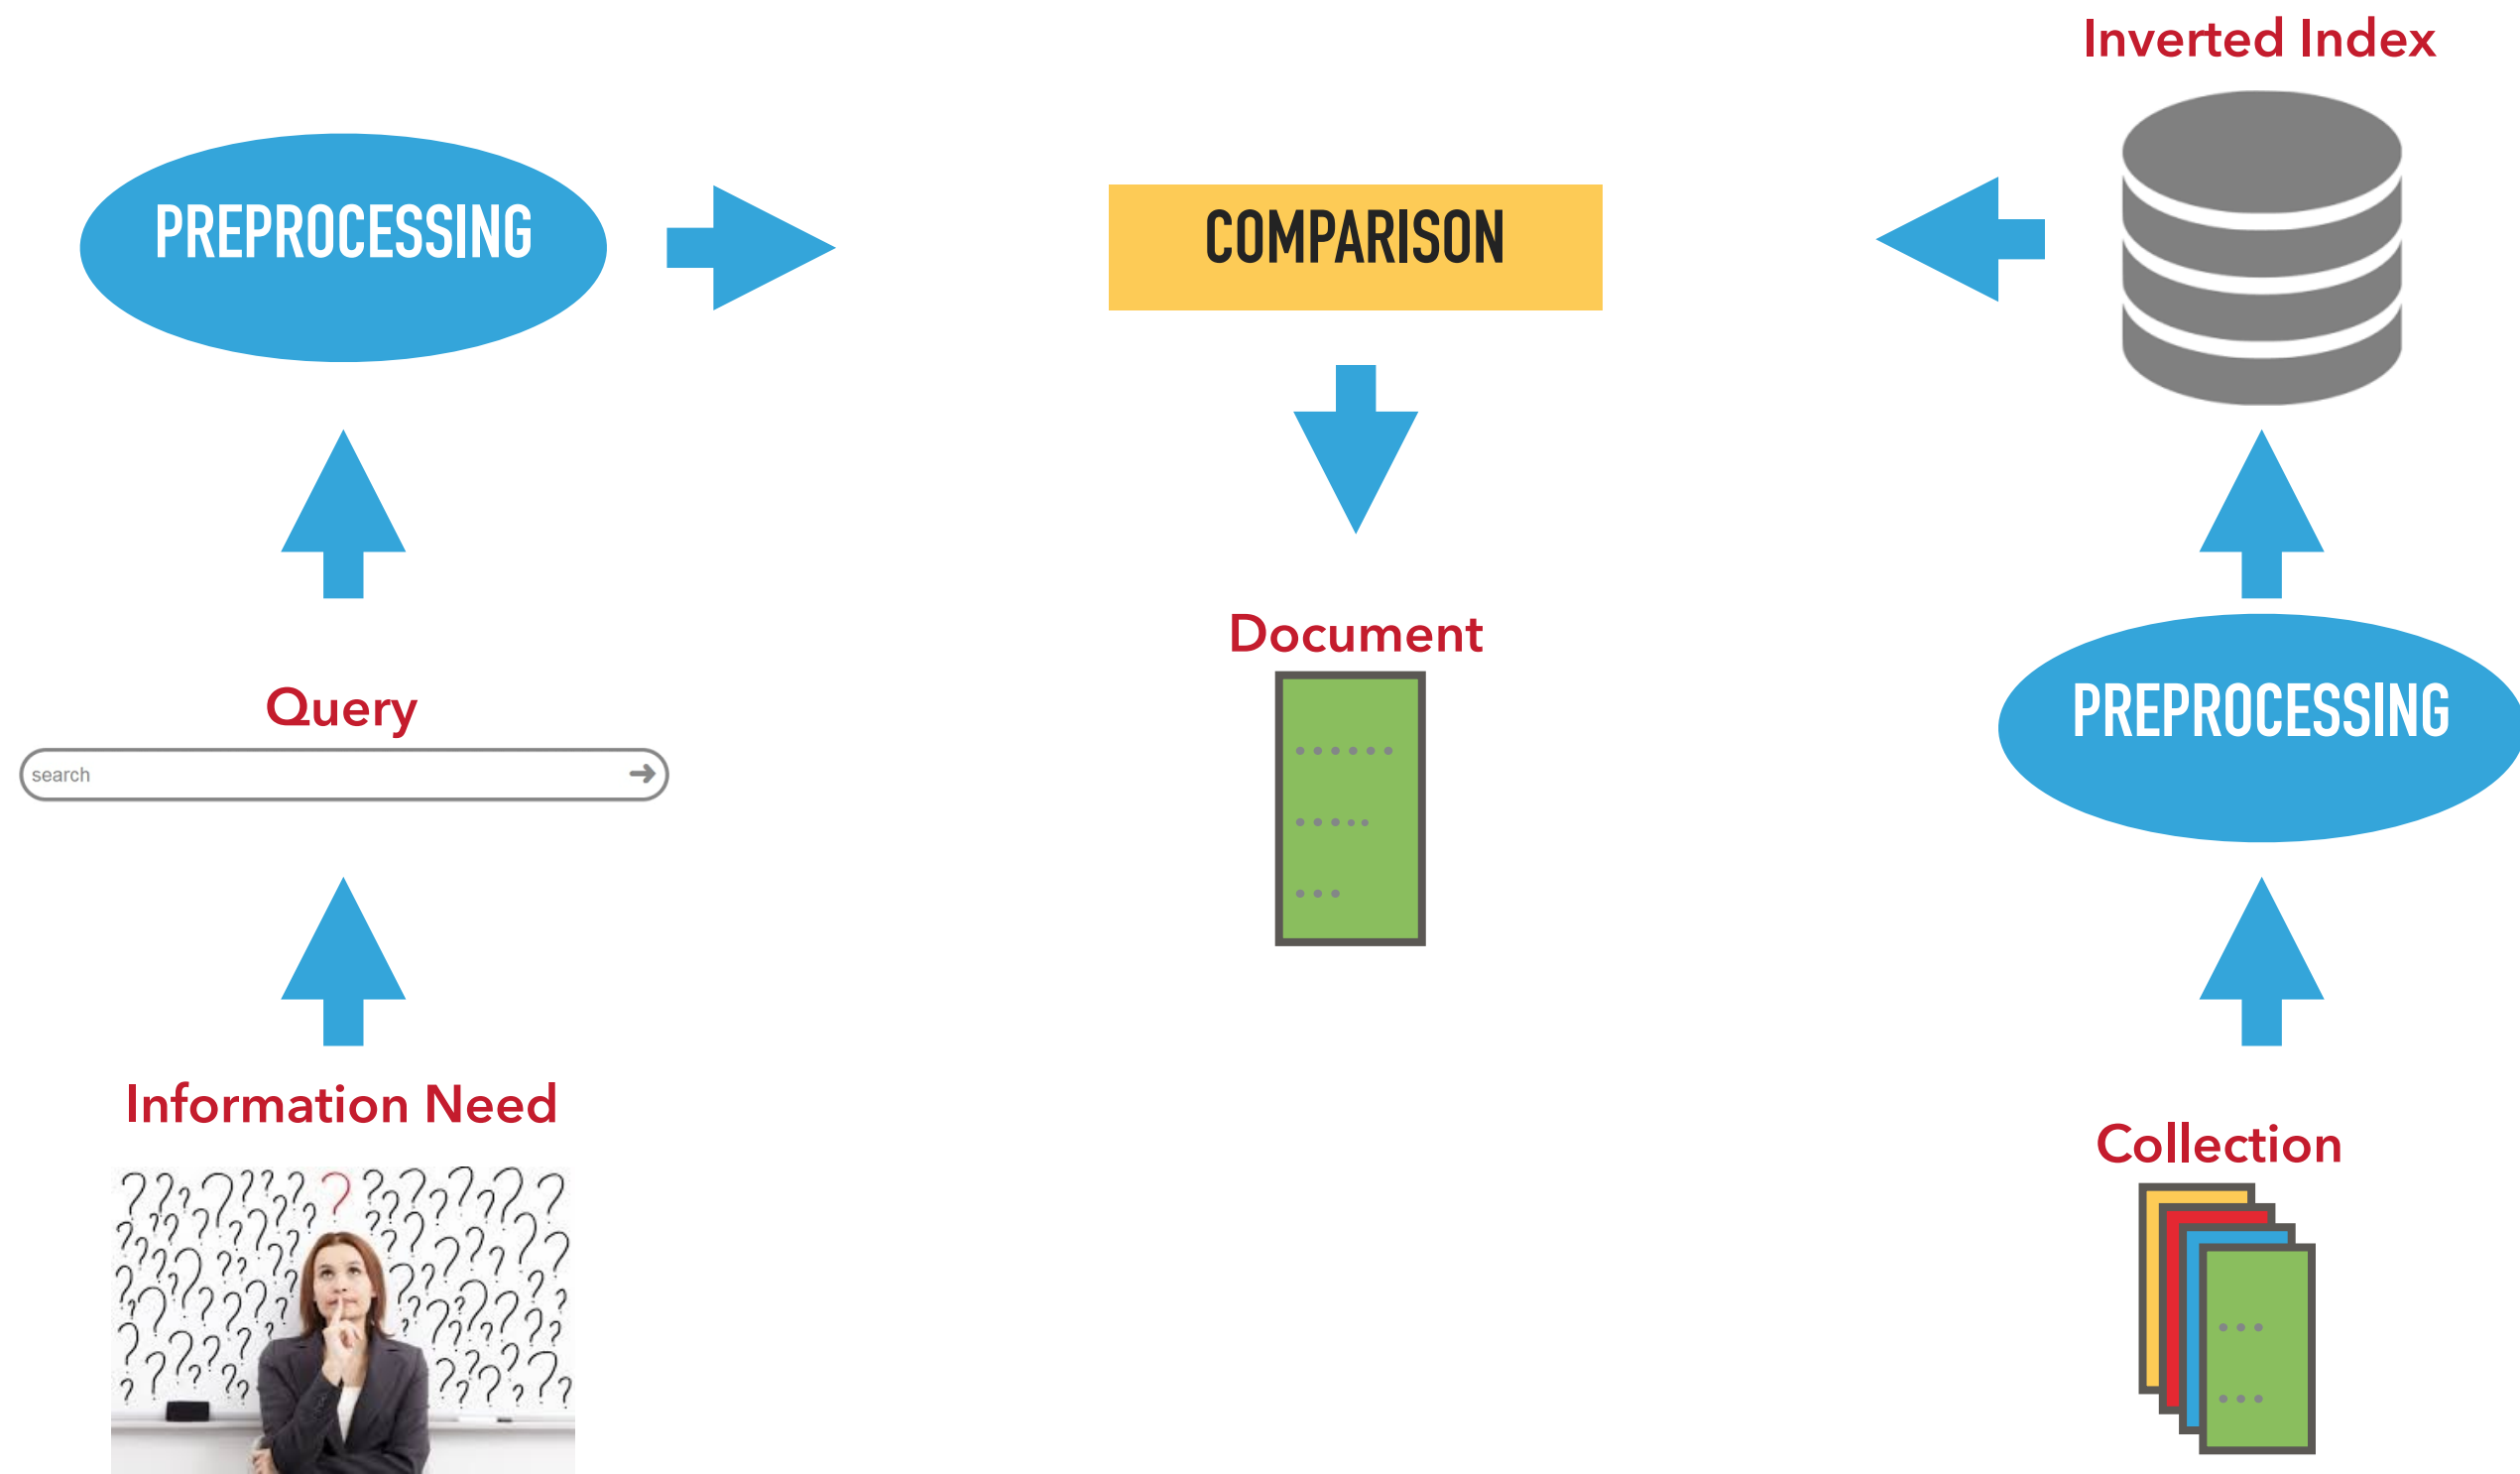 Inverted Index
PREPROCESSING
COMPARISON
Document
Query
search
PREPROCESSING
Information Need
Collection